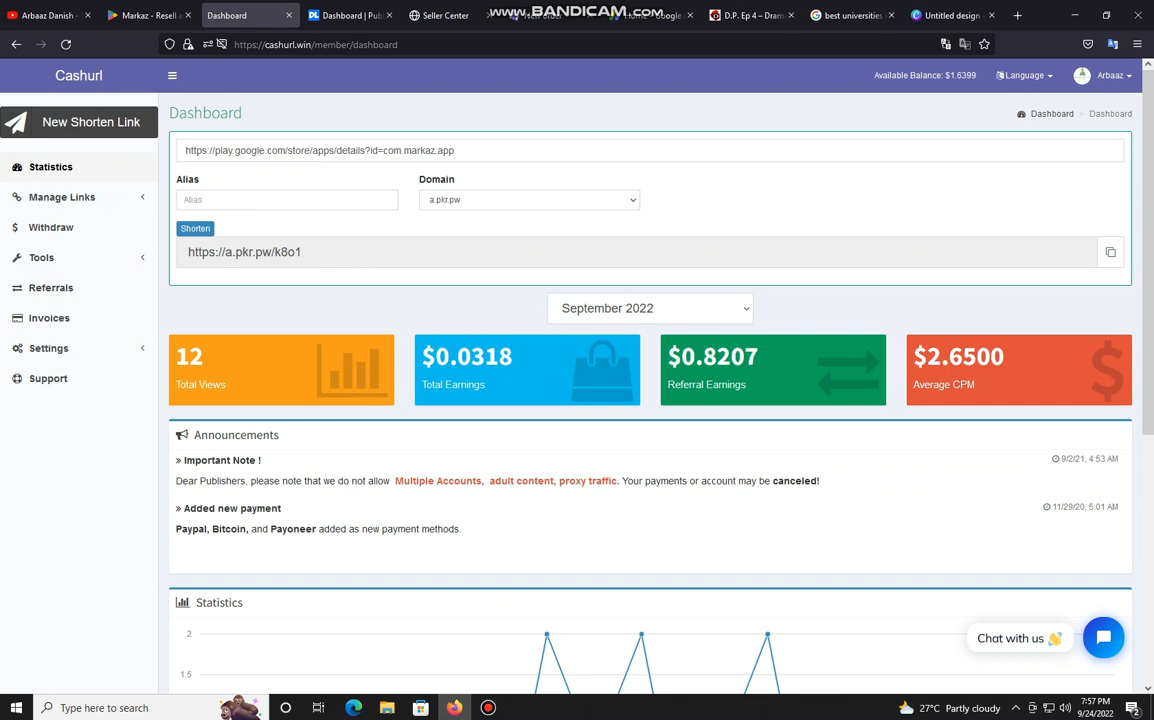 www.BANDICAM.com
Arbaaz Danish - Y
Markaz - Resell a
Dashboard
Dashboard | Pub
Seller Center
D.P. Ep 4 – Dram
best universities
Untitled design -
https://cashurl.win/member/dashboard
Cashurl
Available Balance: $1.6399
Language
Arbaaz
New Shorten Link
Dashboard
Dashboard
Dashboard
https://play.google.com/store/apps/details?id=com.markaz.app
Statistics
Alias
Domain
Manage Links
Alias
a.pkr.pw
Withdraw
Shorten
Tools
https://a.pkr.pw/k8o1
Referrals
Invoices
September 2022
Settings
12
$0.0318
$0.8207
$2.6500
Support
Total Views
Total Earnings
Referral Earnings
Average CPM
Announcements
» Important Note !
9/2/21, 4:53 AM
Dear Publishers, please note that we do not allow Multiple Accounts, adult content, proxy traffic. Your payments or account may be canceled!
» Added new payment
11/29/20, 5:01 AM
Paypal, Bitcoin, and Payoneer added as new payment methods.
Statistics
2
Chat with us
1.5
Type here to search
27°C Partly cloudy
7:57 PM
9/24/2022
2